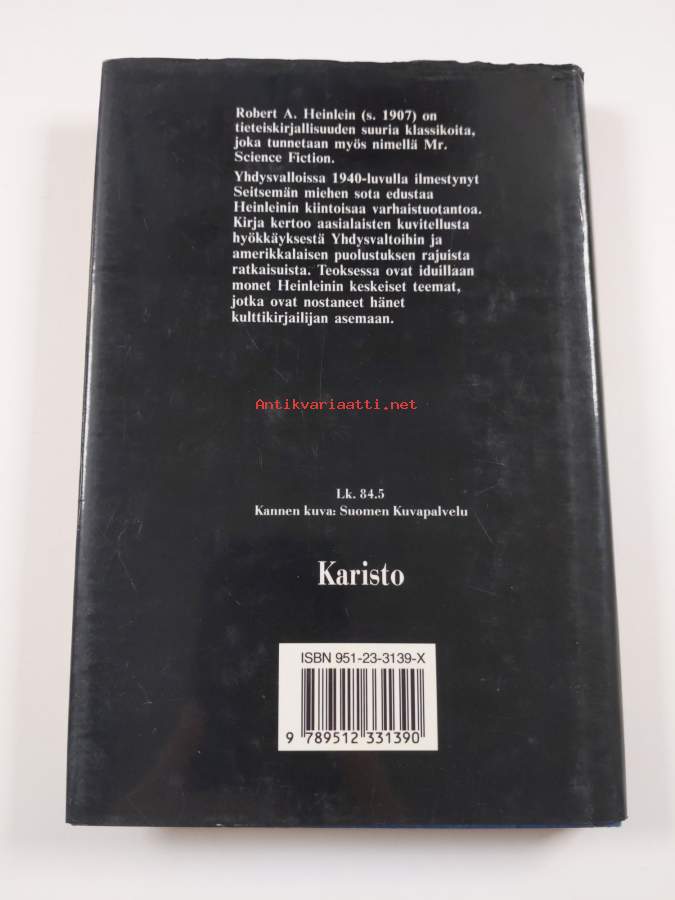 Robert A. Heinlein (s. 1907) on
tieteiskirjallisuuden suuria klassikoita,
joka tunnetaan myös nimellä Mr.
Science Fiction.
Yhdysvalloissa 1940-luvulla ilmestynyt
Seitsemän miehen sota edustaa
Heinleinin kiintoisaa varhaistuotantoa.
Kirja kertoo aasialaisten kuvitellusta
hyökkäyksestä Yhdysvaltoihin ja
amerikkalaisen puolustuksen rajuista
ratkaisuista. Teoksessa ovat iduillaan
monet Heinleinin keskeiset teemat,
jotka ovat nostaneet hänet
kulttikirjailijan asemaan.
Antikvariaatti.net
Lk. 84.5
Kannen kuva: Suomen Kuvapalvelu
Karisto
ISBN 951-23-3139-X
9 789512 331390